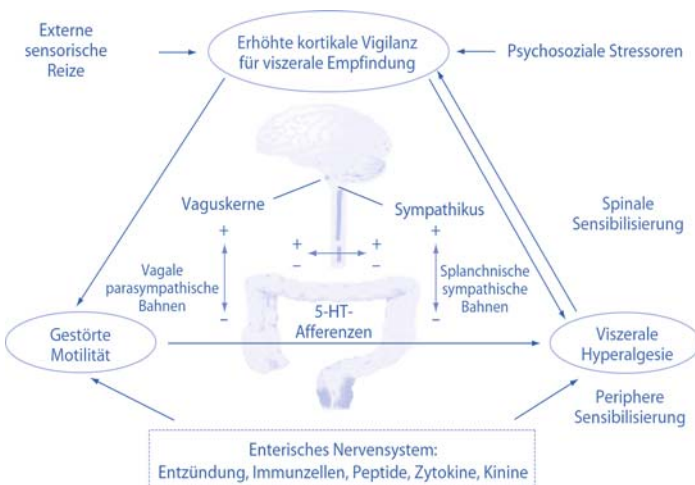 Externe
sensorische
Reize
Erhöhte kortikale Vigilanz
für viszerale Empfindung
Psychosoziale Stressoren
Vaguskerne
Sympathikus
Spinale
Sensibilisierung
+
+ +
+
– –
Vagale
parasympathische
Bahnen
Splanchnische
sympathische
Bahnen
–
–
5-HT-
Afferenzen
Gestörte
Motilität
Viszerale
Hyperalgesie
Periphere
Sensibilisierung
Enterisches Nervensystem:
Entzündung, Immunzellen, Peptide, Zytokine, Kinine